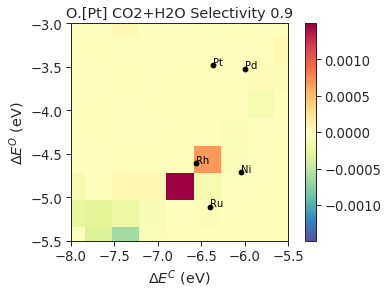 O.[Pt] CO2+H2O Selectivity 0.9
−3.0
−3.5
−4.0
−4.5
−5.0
−5.5
ΔE^O (eV)
Pt
Pd
Rh
Ni
Ru
−8.0 −7.5 −7.0 −6.5 −6.0 −5.5
ΔE^C (eV)
0.0010
0.0005
0.0000
−0.0005
−0.0010